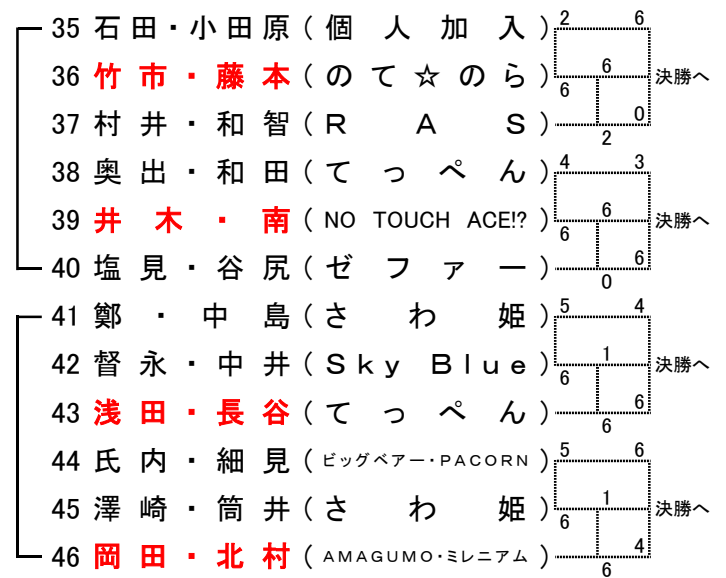 35 石田・小田原(個人加入) 2 6
36 竹市・藤本(のて☆のら) 6 6 決勝へ
37 村井・和智(RAS) 2 0
38 奥出・和田(てっぺん) 4 3
39 井木・南(NO TOUCH ACE!?) 6 6 決勝へ
40 塩見・谷尻(ゼファー) 0 6
41 鄭・中島(さわ姫) 5 4
42 督永・中井(Sky Blue) 6 1 決勝へ
43 浅田・長谷(てっぺん) 6 6
44 氏内・細見(ビッグベアー・PACORN) 5 6
45 澤崎・筒井(さわ姫) 6 1 決勝へ
46 岡田・北村(AMAGUMO・ミレニアム) 6 4